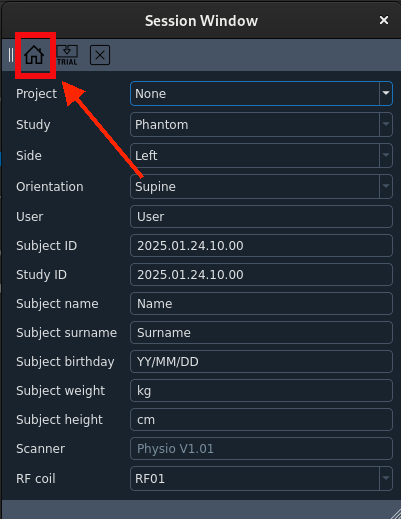 Session Window
TRIAL
Project None
Study Phantom
Side Left
Orientation Supine
User User
Subject ID 2025.01.24.10.00
Study ID 2025.01.24.10.00
Subject name Name
Subject surname Surname
Subject birthday YY/MM/DD
Subject weight kg
Subject height cm
Scanner Physio V1.01
RF coil RF01